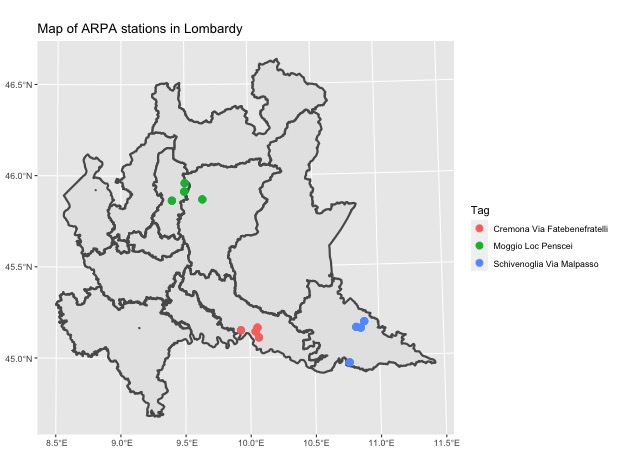 Map of ARPA stations in Lombardy
46.5°N
46.0°N
45.5°N
45.0°N
8.5°E 9.0°E 9.5°E 10.0°E 10.5°E 11.0°E 11.5°E
Tag
Cremona Via Fatebenefratelli
Moggio Loc Penscei
Schivenoglia Via Malpasso